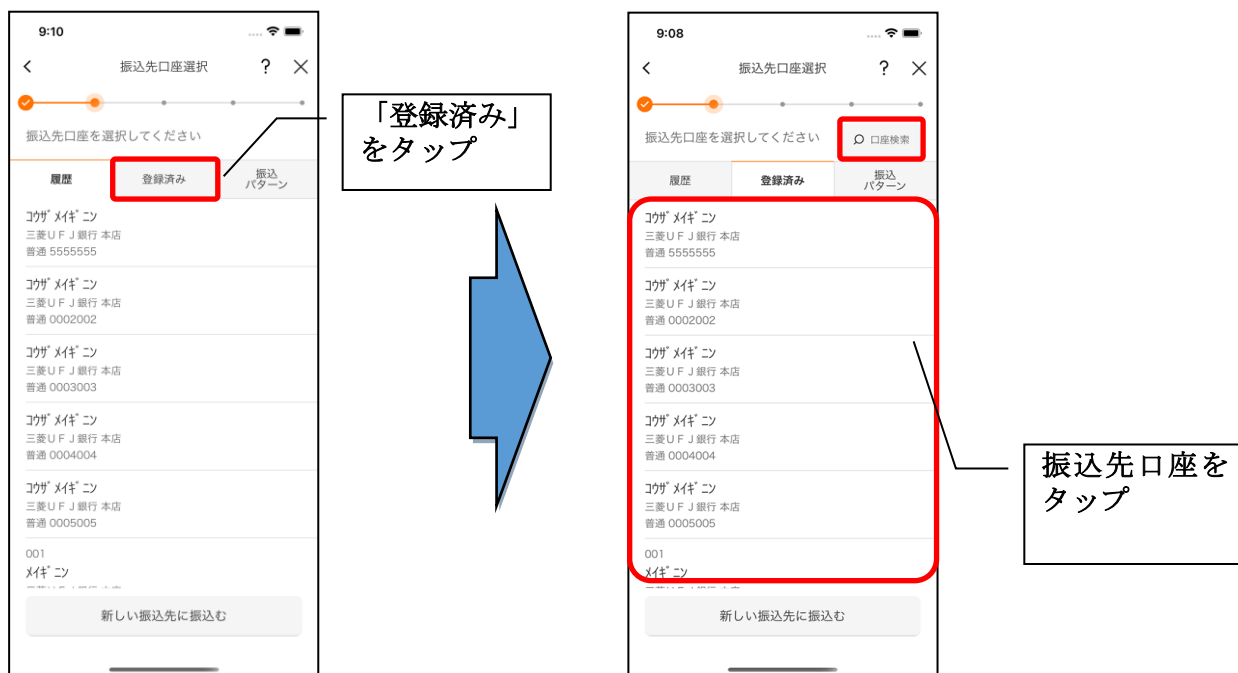 9:10
振込先口座選択
?
振込先口座を選択してください
履歴
登録済み
振込
パターン
コウザ メイギニン
三菱UFJ銀行 本店
普通 5555555
コウザ メイギニン
三菱UFJ銀行 本店
普通 0002002
コウザ メイギニン
三菱UFJ銀行 本店
普通 0003003
コウザ メイギニン
三菱UFJ銀行 本店
普通 0004004
コウザ メイギニン
三菱UFJ銀行 本店
普通 0005005
001
メイギニン
新しい振込先に振込む
「登録済み」
をタップ
9:08
振込先口座選択
?
振込先口座を選択してください
口座検索
履歴
登録済み
振込
パターン
コウザ メイギニン
三菱UFJ銀行 本店
普通 5555555
コウザ メイギニン
三菱UFJ銀行 本店
普通 0002002
コウザ メイギニン
三菱UFJ銀行 本店
普通 0003003
コウザ メイギニン
三菱UFJ銀行 本店
普通 0004004
コウザ メイギニン
三菱UFJ銀行 本店
普通 0005005
001
メイギニン
新しい振込先に振込む
振込先口座を
タップ